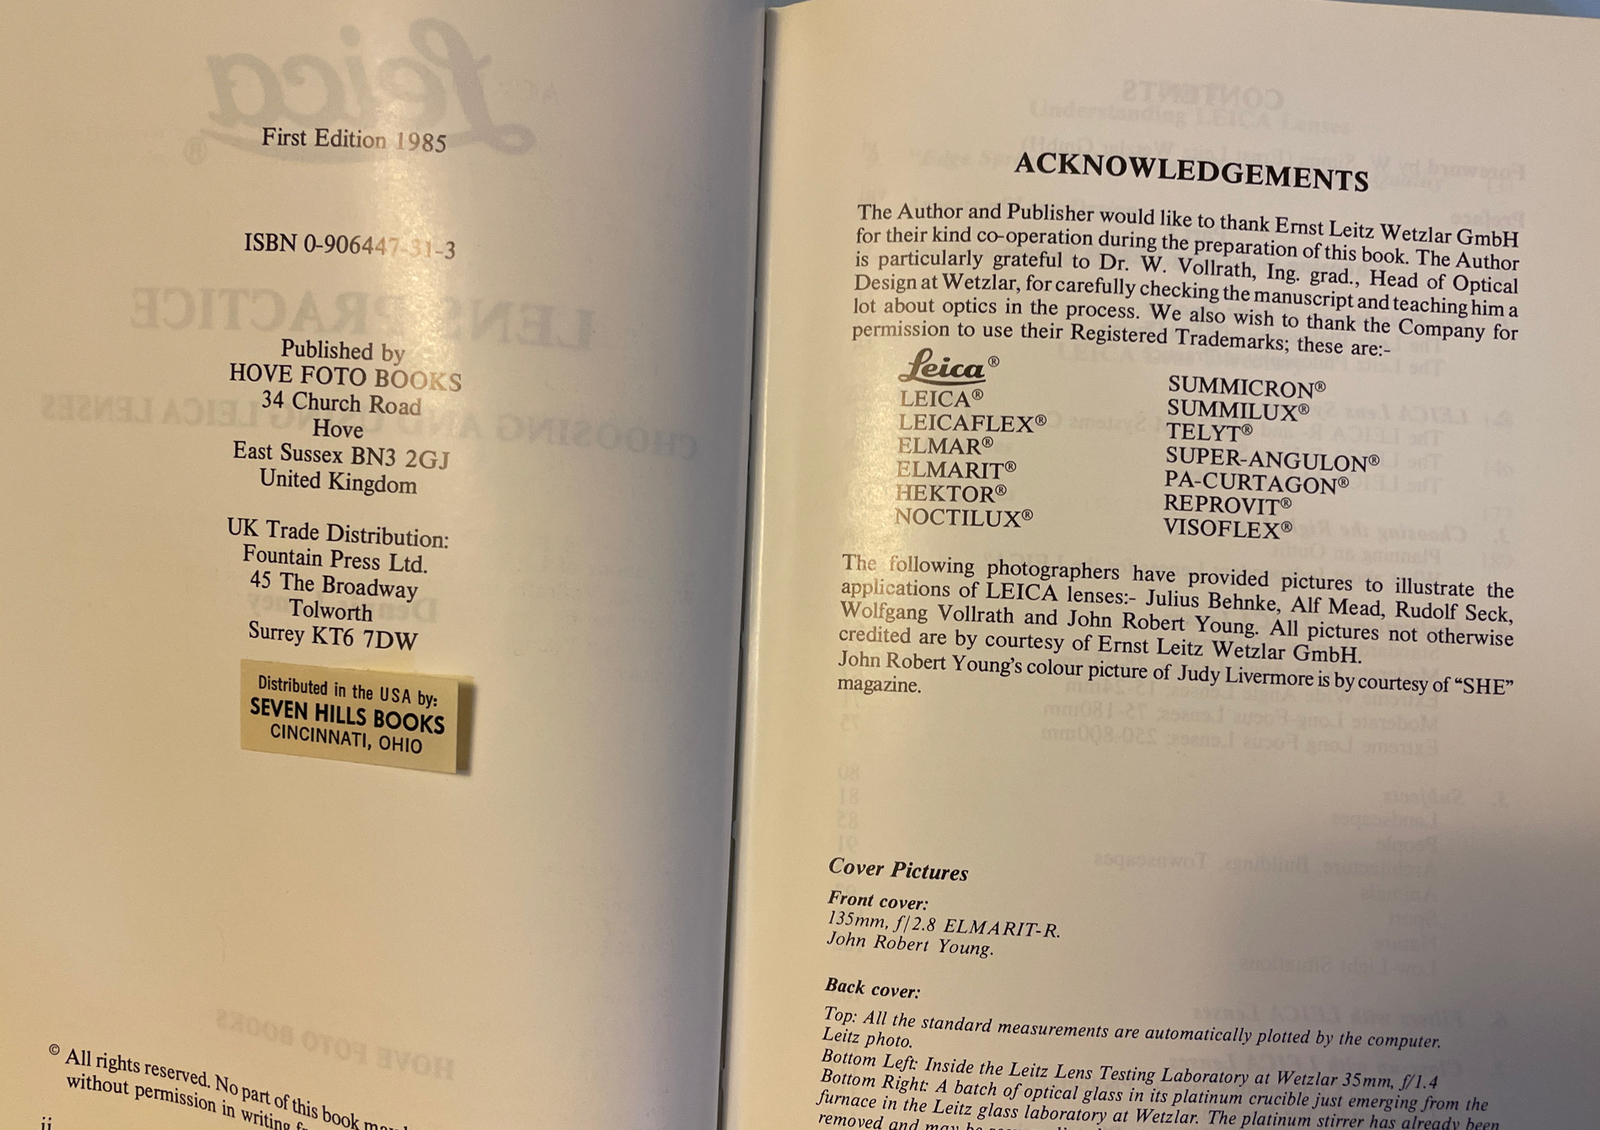 First Edition 1985
ISBN 0-906447-31-3
Published by
HOVE FOTO BOOKS
34 Church Road
Hove
East Sussex BN3 2GJ
United Kingdom
UK Trade Distribution:
Fountain Press Ltd.
45 The Broadway
Tolworth
Surrey KT6 7DW
Distributed in the USA by:
SEVEN HILLS BOOKS
CINCINNATI, OHIO
© All rights reserved. No part of this book may
without permission in writing
ii
ACKNOWLEDGEMENTS
The Author and Publisher would like to thank Ernst Leitz Wetzlar GmbH
for their kind co-operation during the preparation of this book. The Author
is particularly grateful to Dr. W. Vollrath, Ing. grad., Head of Optical
Design at Wetzlar, for carefully checking the manuscript and teaching him a
lot about optics in the process. We also wish to thank the Company for
permission to use their Registered Trademarks; these are:-
Leica®
LEICA®
LEICAFLEX®
ELMAR®
ELMARIT®
HEKTOR®
NOCTILUX®
SUMMICRON®
SUMMILUX®
TELYT®
SUPER-ANGULON®
PA-CURTAGON®
REPROVIT®
VISOFLEX®
The following photographers have provided pictures to illustrate the
applications of LEICA lenses:- Julius Behnke, Alf Mead, Rudolf Seck,
Wolfgang Vollrath and John Robert Young. All pictures not otherwise
credited are by courtesy of Ernst Leitz Wetzlar GmbH.
John Robert Young's colour picture of Judy Livermore is by courtesy of "SHE"
magazine.
Cover Pictures
Front cover:
135mm, f/2.8 ELMARIT-R.
John Robert Young.
Back cover:
Top: All the standard measurements are automatically plotted by the computer.
Leitz photo.
Bottom Left: Inside the Leitz Lens Testing Laboratory at Wetzlar 35mm, f/1.4
Bottom Right: A batch of optical glass in its platinum crucible just emerging from the
furnace in the Leitz glass laboratory at Wetzlar. The platinum stirrer has already been
removed and may be